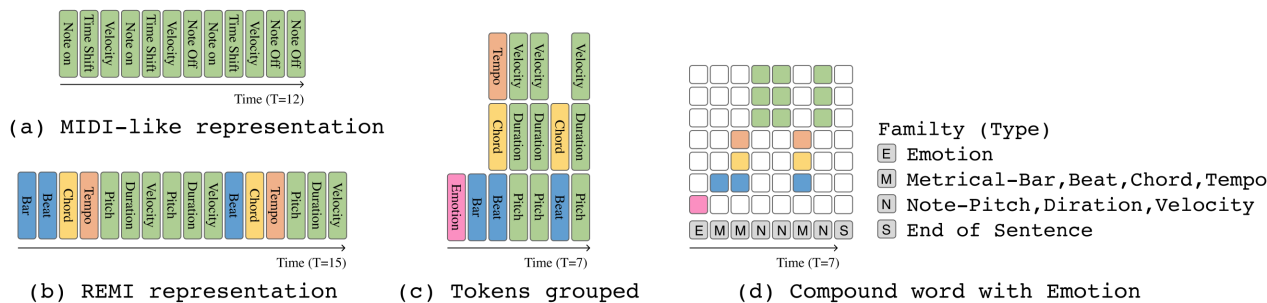 Note on
Time Shift
Velocity
Note on
Time Shift
Velocity
Note Off
Note on
Time Shift
Velocity
Note Off
Note Off
Time (T=12)
(a) MIDI-like representation
Bar
Beat
Chord
Tempo
Pitch
Duration
Velocity
Pitch
Duration
Velocity
Beat
Chord
Tempo
Pitch
Duration
Velocity
Time (T=15)
(b) REMI representation
Tempo
Velocity
Velocity
Velocity
Chord
Duration
Duration
Chord
Duration
Emotion
Bar
Beat
Pitch
Pitch
Beat
Pitch
Time (T=7)
(c) Tokens grouped
E M M N N M N S
Time (T=7)
Familty (Type)
E Emotion
M Metrical-Bar,Beat,Chord,Tempo
N Note-Pitch,Diration,Velocity
S End of Sentence
(d) Compound word with Emotion